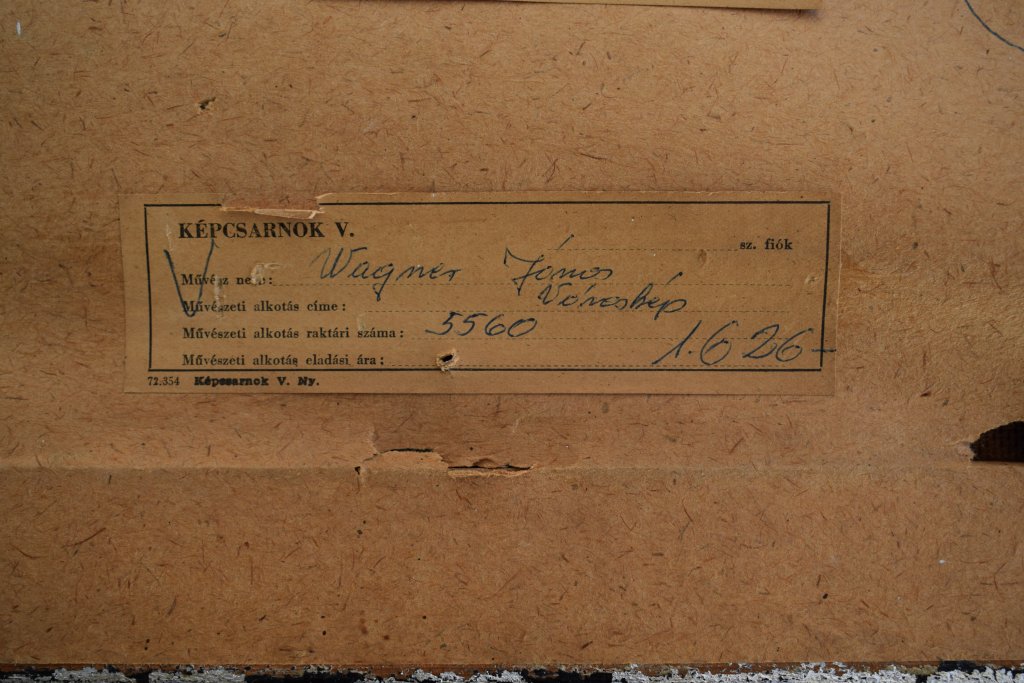 KÉPCSARNOK V.
sz. fiók
V Művész neve: Wagner János
Művészeti alkotás címe: Városkép
Művészeti alkotás raktári száma: 5560
Művészeti alkotás eladási ára: 1.626-
72.354 Képcsarnok V. Ny.